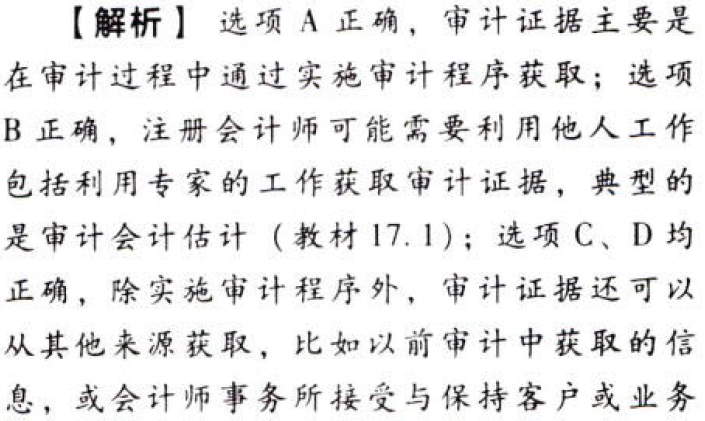 【解析】 选项 A 正确，审计证据主要是
在审计过程中通过实施审计程序获取；选项
B 正确，注册会计师可能需要利用他人工作
包括利用专家的工作获取审计证据，典型的
是审计会计估计（教材 17.1）；选项 C、D 均
正确，除实施审计程序外，审计证据还可以
从其他来源获取，比如以前审计中获取的信
息，或会计师事务所接受与保持客户或业务